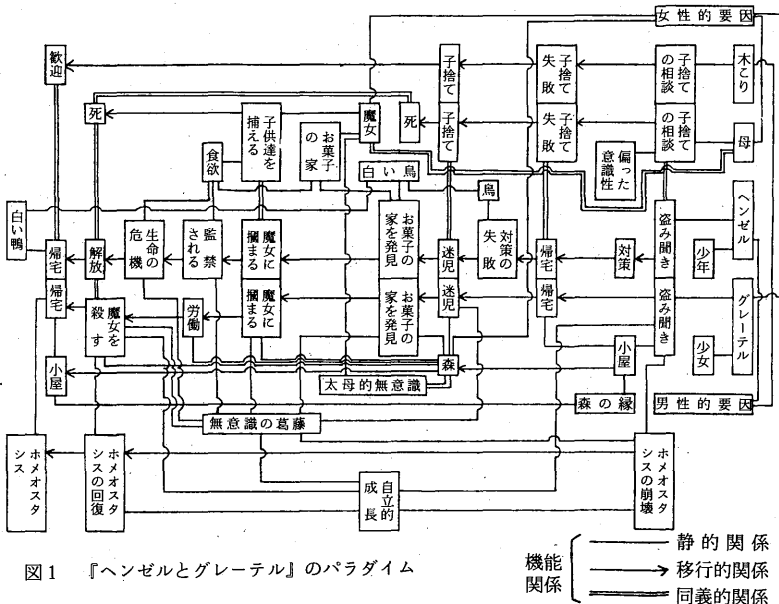 女性的要因
木こり
子捨て
の相談
子捨て
失敗
子捨て
歓迎
母
子捨て
の相談
子捨て
失敗
子捨て
死
魔女
子供達を
捕える
死
偏った
意識性
お菓子
の家
食欲
白い鳥
鳥
白い鴨
ヘンゼル
少年
盗み聞き
対策
帰宅
対策の
失敗
迷児
お菓子の
家を発見
魔女に
摑まる
監禁
される
生命の
危機
解放
帰宅
グレーテル
少女
盗み聞き
小屋
帰宅
迷児
お菓子の
家を発見
魔女に
摑まる
労働
魔女を
殺す
帰宅
小屋
森
太母的無意識
森の縁
男性的要因
無意識の葛藤
ホメオスタ
シスの崩壊
自立的
成長
ホメオスタ
シスの回復
ホメオスタ
シス
図1 『ヘンゼルとグレーテル』のパラダイム
機能
関係
静的関係
移行的関係
同義的関係